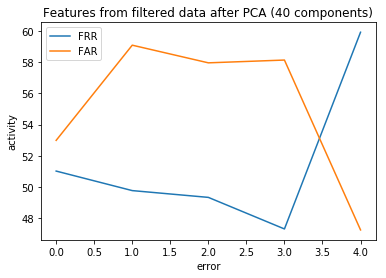 Features from filtered data after PCA (40 components)
FRR
FAR
60
58
56
54
52
50
48
activity
0.0 0.5 1.0 1.5 2.0 2.5 3.0 3.5 4.0
error